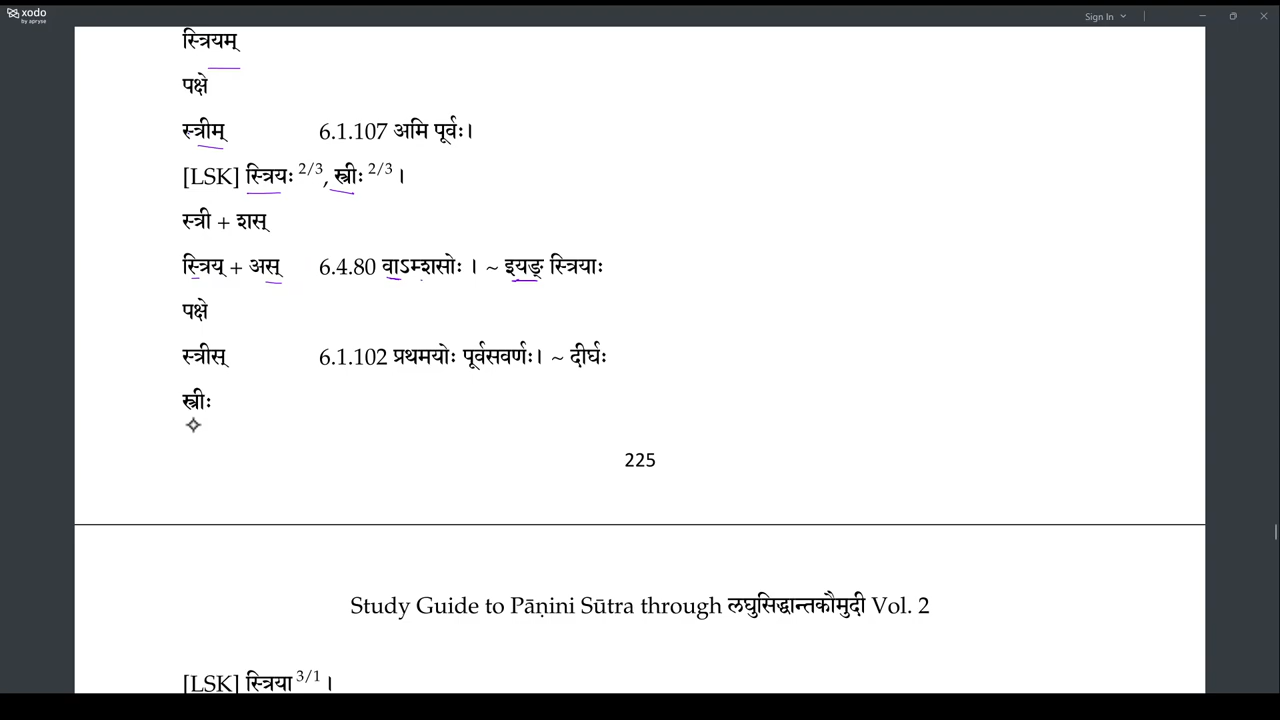 xodo
by apryse
Sign In
स्त्रियम्
पक्षे
स्त्रीम् 6.1.107 अमि पूर्वः।
[LSK] स्त्रियः 2/3, स्त्रीः 2/3 ।
स्त्री + शस्
स्त्रिय् + अस् 6.4.80 वाऽम्शसोः । ~ इयङ् स्त्रियाः
पक्षे
स्त्रीस् 6.1.102 प्रथमयोः पूर्वसवर्णः। ~ दीर्घः
स्त्रीः
225
Study Guide to Pāṇini Sūtra through लघुसिद्धान्तकौमुदी Vol. 2
[LSK] स्त्रिया 3/1 ।